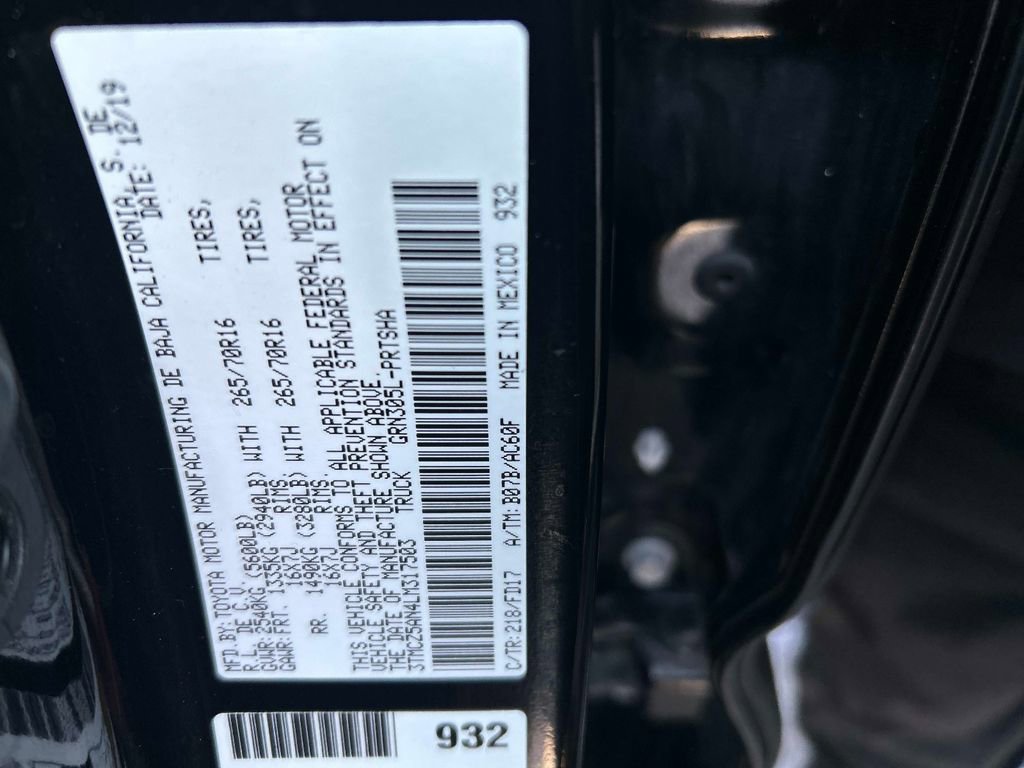 MFD.BY:TOYOTA MOTOR MANUFACTURING DE BAJA CALIFORNIA, S. DE
R.L. DE C.V. DATE: 12/19
GVWR:2540KG (5600LB)
GAWR:FRT. 1335KG (2940LB) WITH 265/70R16 TIRES,
16X7J RIMS.
RR. 1490KG (3280LB) WITH 265/70R16 TIRES,
16X7J RIMS.
THIS VEHICLE CONFORMS TO ALL APPLICABLE FEDERAL MOTOR
VEHICLE SAFETY AND THEFT PREVENTION STANDARDS IN EFFECT ON
THE DATE OF MANUFACTURE SHOWN ABOVE.
3TMCZ5AN4LM317503 TRUCK GRN305L-PRTSHA
C/TR:218/FD17 A/TM:B07B/AC60F MADE IN MEXICO 932
932